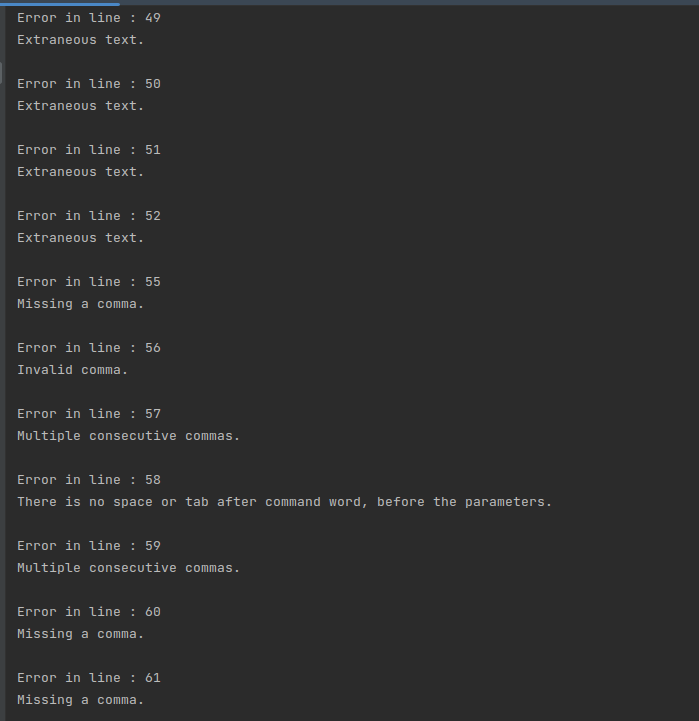 Error in line : 49
Extraneous text.
Error in line : 50
Extraneous text.
Error in line : 51
Extraneous text.
Error in line : 52
Extraneous text.
Error in line : 55
Missing a comma.
Error in line : 56
Invalid comma.
Error in line : 57
Multiple consecutive commas.
Error in line : 58
There is no space or tab after command word, before the parameters.
Error in line : 59
Multiple consecutive commas.
Error in line : 60
Missing a comma.
Error in line : 61
Missing a comma.